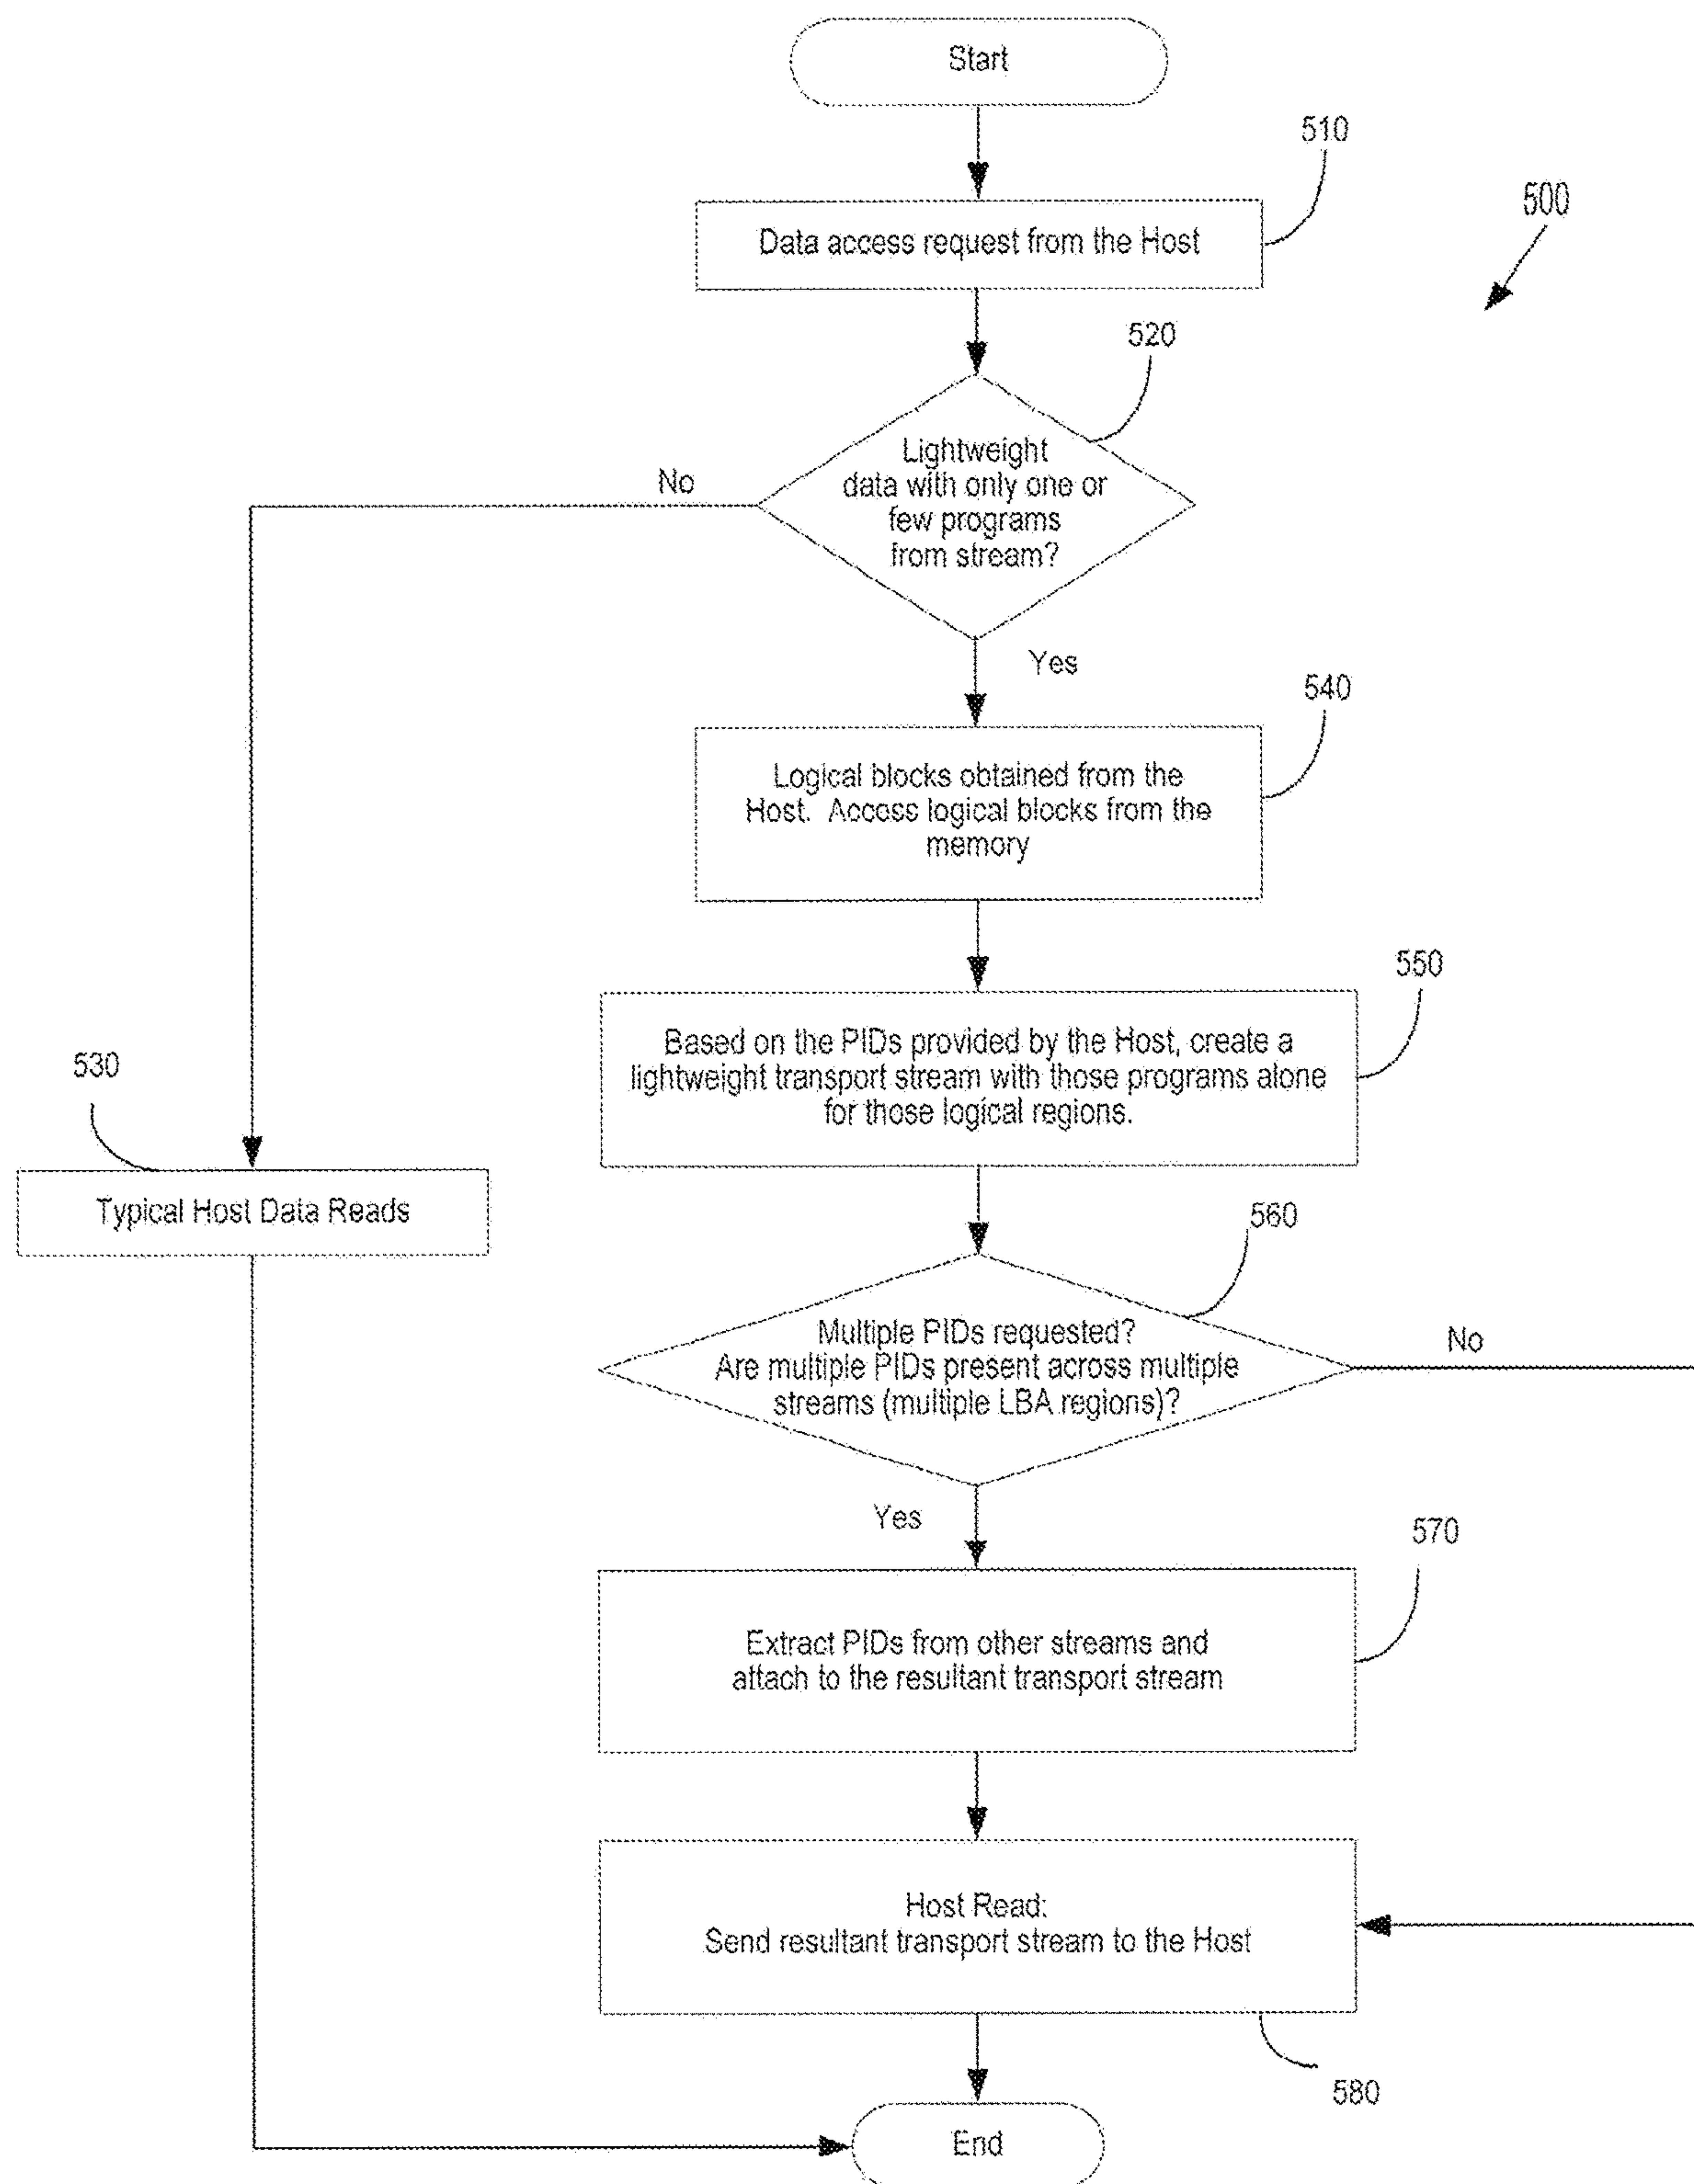 Start
510
500
Data access request from the Host
520
Lightweight
data with only one or
few programs
from stream?
No
Yes
540
Logical blocks obtained from the
Host. Access logical blocks from the
memory
550
Based on the PIDs provided by the Host, create a
lightweight transport stream with those programs alone
for those logical regions.
530
Typical Host Data Reads
560
Multiple PIDs requested?
Are multiple PIDs present across multiple
streams (multiple LBA regions)?
No
Yes
570
Extract PIDs from other streams and
attach to the resultant transport stream
Host Read:
Send resultant transport stream to the Host
580
End